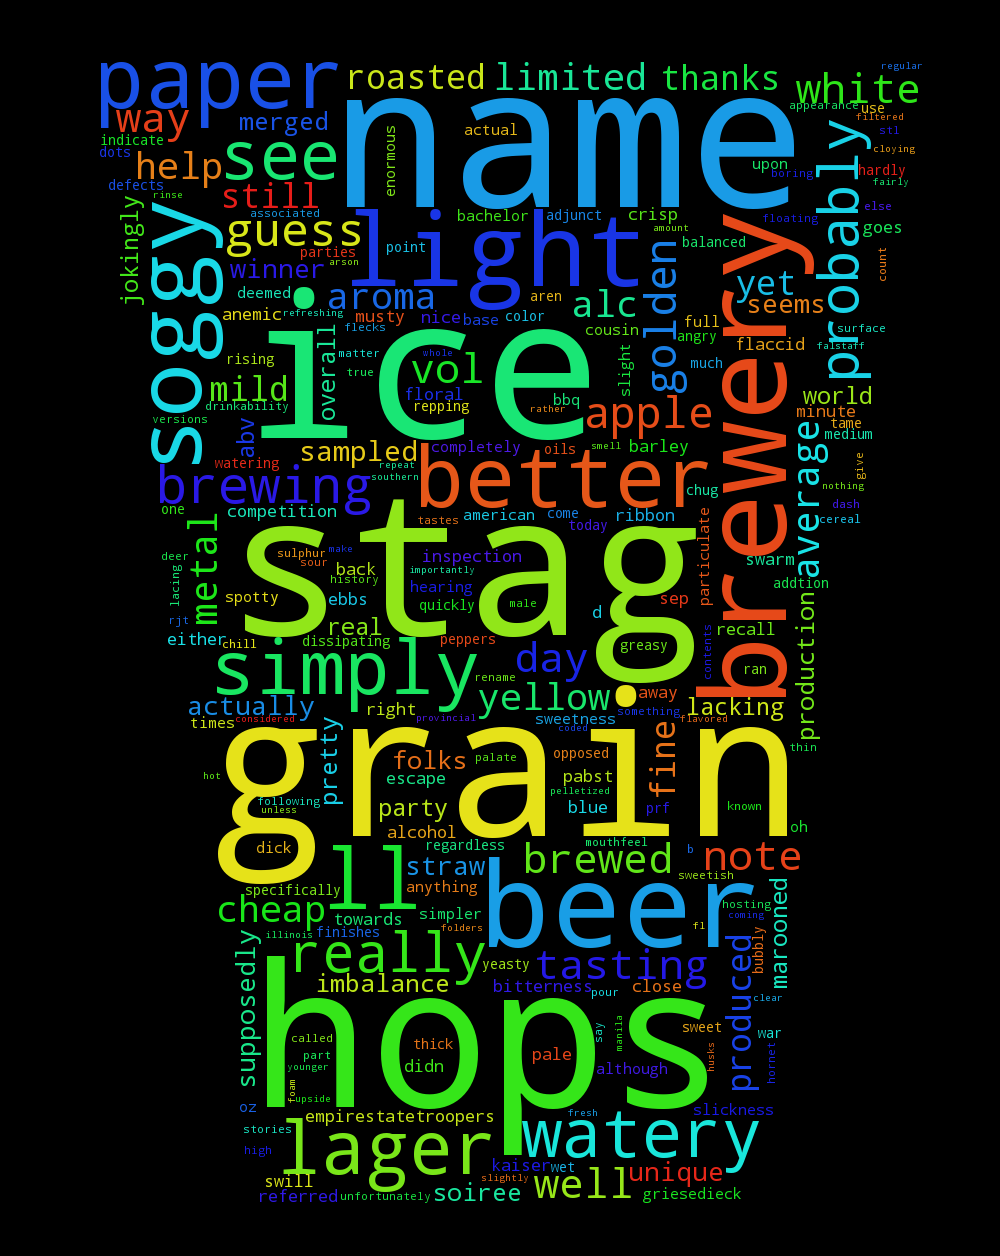 regular
paper
name
roasted
limited
thanks
white
way
merged
see
actual
enormous
appearance
use
filtered
stl
indicate
dots
help
upon
boring
probably
cloying
hardly
fairly
defects
rinse
still
soggy
jokingly
associated
guess
parties
arson
point
light
bachelor
adjunct
crisp
amount
balanced
floating
else
goes
count
winner
deemed
aroma
aren
alc
golden
brewery
yet
seems
anemic
refreshing
musty
flecks
nice
base
color
cousin
full
angry
flaccid
surface
falstaff
ice
overall
matter
true
whole
vol
rising
mild
drinkability
versions
floral
repping
rather
bbq
slight
much
apple
world
minute
tame
medium
abv
sampled
completely
oils
smell
barley
average
watering
brewing
repeat
southern
better
chug
give
nothing
dash
cereal
one
competition
tastes
american
come
today
ribbon
particulate
metal
stag
deer
lacing
sulphur
sour
make
back
history
inspection
importantly
hearing
swarm
addtion
spotty
ebbs
quickly
male
d
sep
production
rjt
either
chill
real
dissipating
peppers
greasy
recall
contents
ran
simply
day
rename
yellow
away
lacking
actually
times
considered
right
provincial
sweetness
something
flavored
coded
thin
pretty
grain
folks
palate
opposed
fine
hot
escape
pabst
pelletized
following
unless
party
blue
prf
known
oh
alcohol
regardless
mouthfeel
dick
ll
straw
brewed
b
note
sweetish
specifically
anything
beer
cheap
towards
simpler
folders
fl
hosting
coming
marooned
illinois
finishes
supposedly
really
yeasty
tasting
produced
bubbly
imbalance
bitterness
pour
close
clear
hops
called
part
younger
thick
didn
say
manila
sweet
war
pale
although
husks
hornet
foam
upside
oz
empirestatetroopers
fresh
slickness
stories
lager
watery
high
kaiser
wet
swill
slightly
well
unique
referred
unfortunately
soiree
griesedieck